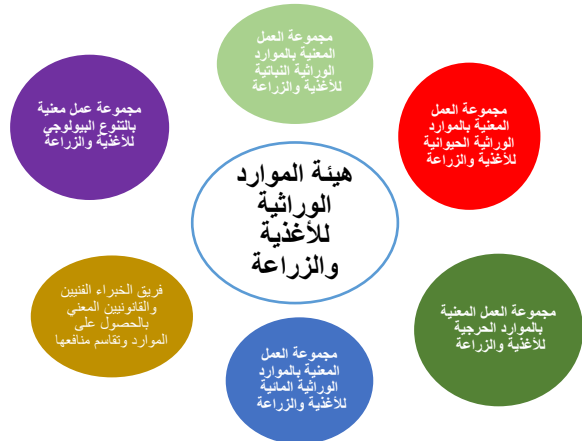 مجموعة العمل
المعنية بالموارد
الوراثية النباتية
للأغذية والزراعة
مجموعة العمل
المعنية بالموارد
الوراثية الحيوانية
للأغذية والزراعة
مجموعة عمل معنية
بالتنوع البيولوجي
للأغذية والزراعة
هيئة الموارد
الوراثية
للأغذية
والزراعة
مجموعة العمل المعنية
بالموارد الحرجية
للأغذية والزراعة
فريق الخبراء الفنيين
والقانونيين المعني
بالحصول على
الموارد وتقاسم منافعها
مجموعة العمل
المعنية بالموارد
الوراثية المائية
للأغذية والزراعة